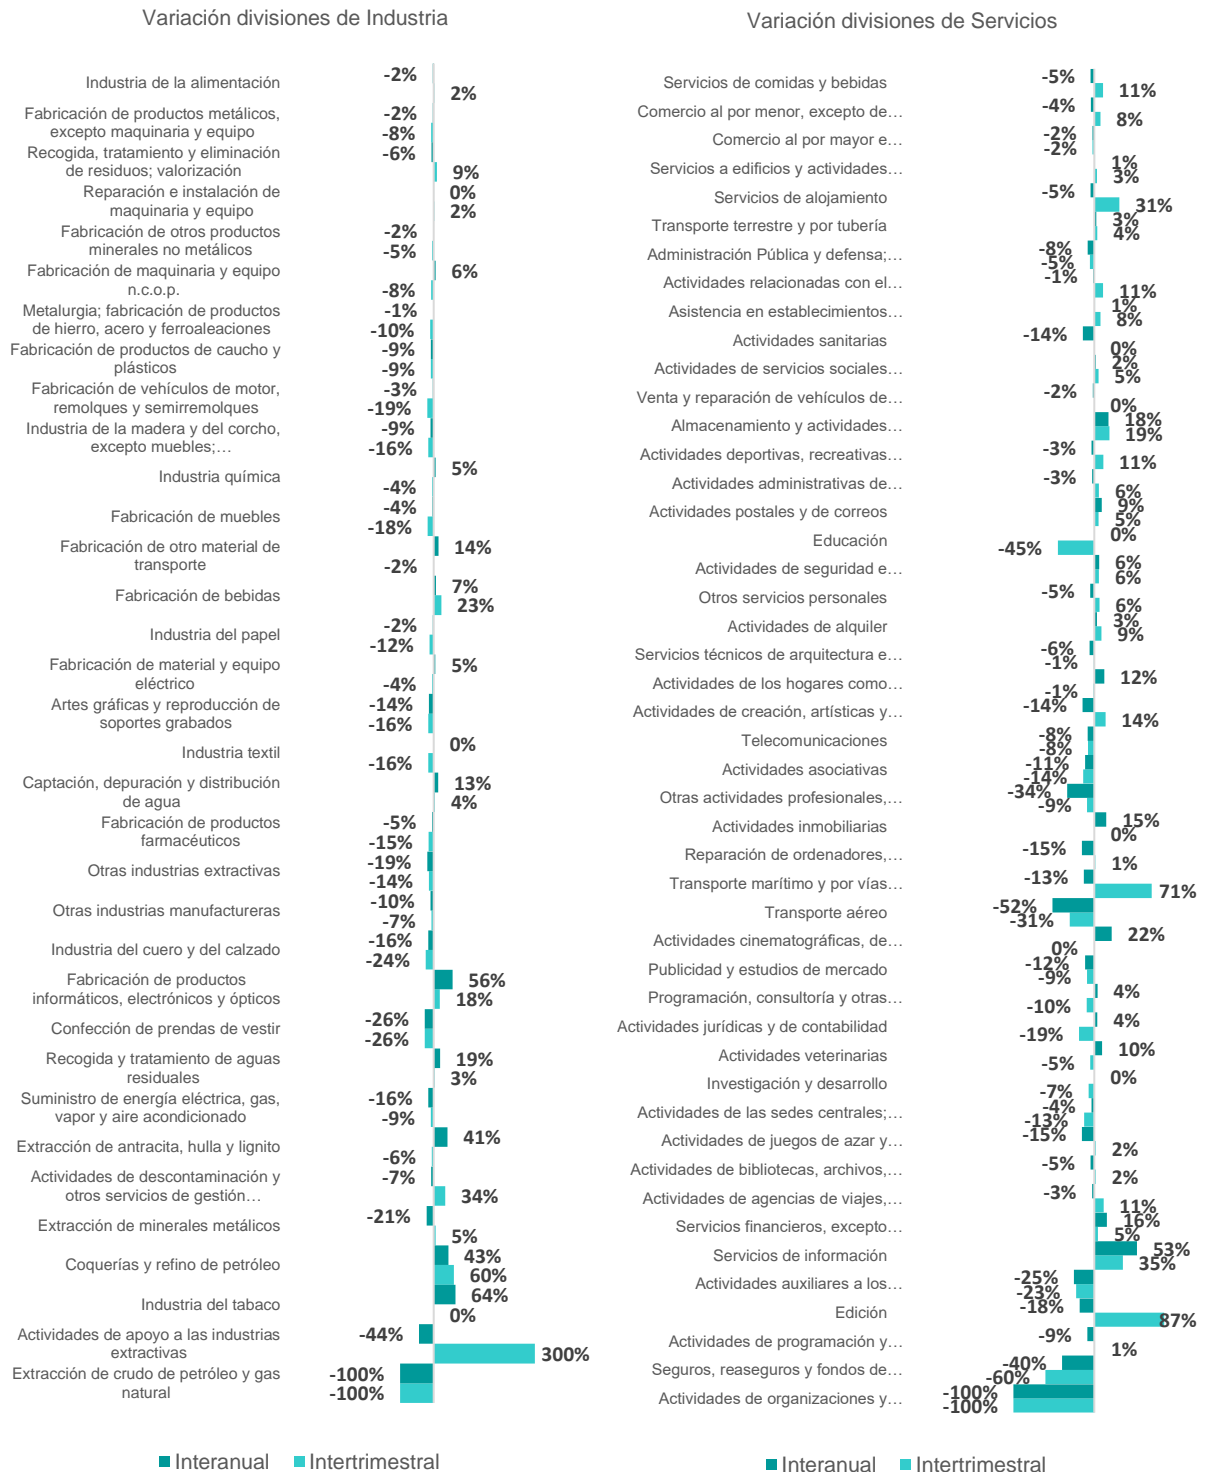 Variación divisiones de Industria
Industria de la alimentación
-2%
2%
Fabricación de productos metálicos,
excepto maquinaria y equipo
-2%
-8%
Recogida, tratamiento y eliminación
de residuos; valorización
-6%
9%
Reparación e instalación de
maquinaria y equipo
0%
2%
Fabricación de otros productos
minerales no metálicos
-2%
-5%
Fabricación de maquinaria y equipo
n.c.o.p.
6%
-8%
Metalurgia; fabricación de productos
de hierro, acero y ferroaleaciones
-1%
-10%
Fabricación de productos de caucho y
plásticos
-9%
-9%
Fabricación de vehículos de motor,
remolques y semirremolques
-3%
-19%
Industria de la madera y del corcho,
excepto muebles;…
-9%
-16%
Industria química
5%
-4%
Fabricación de muebles
-4%
-18%
Fabricación de otro material de
transporte
14%
-2%
Fabricación de bebidas
7%
23%
Industria del papel
-2%
-12%
Fabricación de material y equipo
eléctrico
5%
-4%
Artes gráficas y reproducción de
soportes grabados
-14%
-16%
Industria textil
0%
-16%
Captación, depuración y distribución
de agua
13%
4%
Fabricación de productos
farmacéuticos
-5%
-15%
Otras industrias extractivas
-19%
-14%
Otras industrias manufactureras
-10%
-7%
Industria del cuero y del calzado
-16%
-24%
Fabricación de productos
informáticos, electrónicos y ópticos
56%
18%
Confección de prendas de vestir
-26%
-26%
Recogida y tratamiento de aguas
residuales
19%
3%
Suministro de energía eléctrica, gas,
vapor y aire acondicionado
-16%
-9%
Extracción de antracita, hulla y lignito
41%
-6%
Actividades de descontaminación y
otros servicios de gestión…
-7%
34%
Extracción de minerales metálicos
-21%
5%
Coquerías y refino de petróleo
43%
60%
Industria del tabaco
64%
0%
Actividades de apoyo a las industrias
extractivas
-44%
300%
Extracción de crudo de petróleo y gas
natural
-100%
-100%
Interanual
Intertrimestral
Variación divisiones de Servicios
Servicios de comidas y bebidas
-5%
11%
Comercio al por menor, excepto de…
-4%
8%
Comercio al por mayor e…
-2%
-2%
Servicios a edificios y actividades…
1%
3%
Servicios de alojamiento
-5%
31%
Transporte terrestre y por tubería
3%
4%
Administración Pública y defensa;…
-8%
-5%
Actividades relacionadas con el…
-1%
11%
Asistencia en establecimientos…
1%
8%
Actividades sanitarias
-14%
0%
Actividades de servicios sociales…
2%
5%
Venta y reparación de vehículos de…
-2%
0%
Almacenamiento y actividades…
18%
19%
Actividades deportivas, recreativas…
-3%
11%
Actividades administrativas de…
-3%
6%
Actividades postales y de correos
9%
5%
Educación
0%
-45%
Actividades de seguridad e…
6%
6%
Otros servicios personales
-5%
6%
Actividades de alquiler
3%
9%
Servicios técnicos de arquitectura e…
-6%
-1%
Actividades de los hogares como…
12%
-1%
Actividades de creación, artísticas y…
-14%
14%
Telecomunicaciones
-8%
-8%
Actividades asociativas
-11%
-14%
Otras actividades profesionales,…
-34%
-9%
Actividades inmobiliarias
15%
0%
Reparación de ordenadores,…
-15%
1%
Transporte marítimo y por vías…
-13%
71%
Transporte aéreo
-52%
-31%
Actividades cinematográficas, de…
22%
0%
Publicidad y estudios de mercado
-12%
-9%
Programación, consultoría y otras…
4%
-10%
Actividades jurídicas y de contabilidad
4%
-19%
Actividades veterinarias
10%
-5%
Investigación y desarrollo
0%
-7%
Actividades de las sedes centrales;…
-4%
-13%
Actividades de juegos de azar y…
-15%
2%
Actividades de bibliotecas, archivos,…
-5%
2%
Actividades de agencias de viajes,…
-3%
11%
Servicios financieros, excepto…
16%
5%
Servicios de información
53%
35%
Actividades auxiliares a los…
-25%
-23%
Edición
-18%
87%
Actividades de programación y…
-9%
1%
Seguros, reaseguros y fondos de…
-40%
-60%
Actividades de organizaciones y…
-100%
-100%
Interanual
Intertrimestral